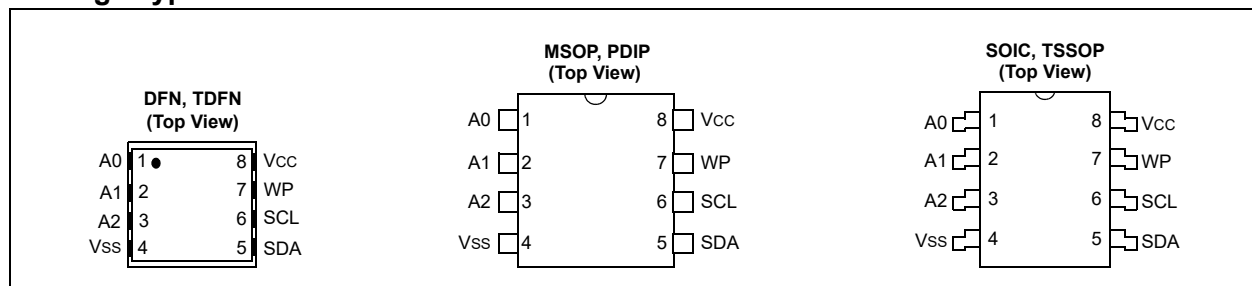 DFN, TDFN
(Top View)
A0 1 8 VCC
A1 2 7 WP
A2 3 6 SCL
VSS 4 5 SDA
MSOP, PDIP
(Top View)
A0 1 8 VCC
A1 2 7 WP
A2 3 6 SCL
VSS 4 5 SDA
SOIC, TSSOP
(Top View)
A0 1 8 VCC
A1 2 7 WP
A2 3 6 SCL
VSS 4 5 SDA